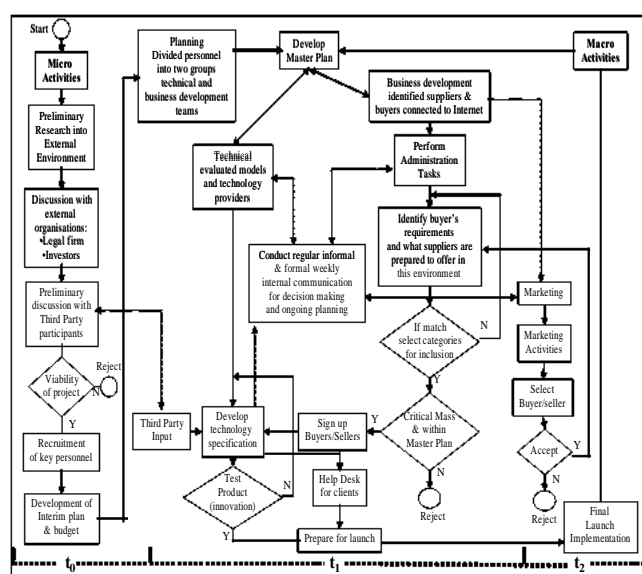 Start
Micro
Activities
Preliminary
Research into
External
Environment
Discussion with
external
organisations:
•Legal firm
•Investors
Preliminary
discussion with
Third Party
participants
Viability
of project
N
Reject
Y
Recruitment
of key personnel
Development of
Interim plan
& budget
Planning
Divided personnel
into two groups
technical and
business development
teams
Develop
Master Plan
Macro
Activities
Business development
identified suppliers &
buyers connected to Internet
Technical
evaluated models
and technology
providers
Perform
Administration
Tasks
Identify buyer's
requirements
and what suppliers are
prepared to offer in
this environment
Conduct regular informal
& formal weekly
internal communication
for decision making
and ongoing planning
Marketing
If match
select categories
for inclusion
N
Y
Marketing
Activities
Select
Buyer/seller
Accept
Y
N
Reject
Critical Mass
& within
Master Plan
Y
N
Reject
Third Party
Input
Develop
technology
specification
Sign up
Buyers/Sellers
Test
Product
(innovation)
N
Y
Help Desk
for clients
Prepare for launch
Final
Launch
Implementation
t0
t1
t2